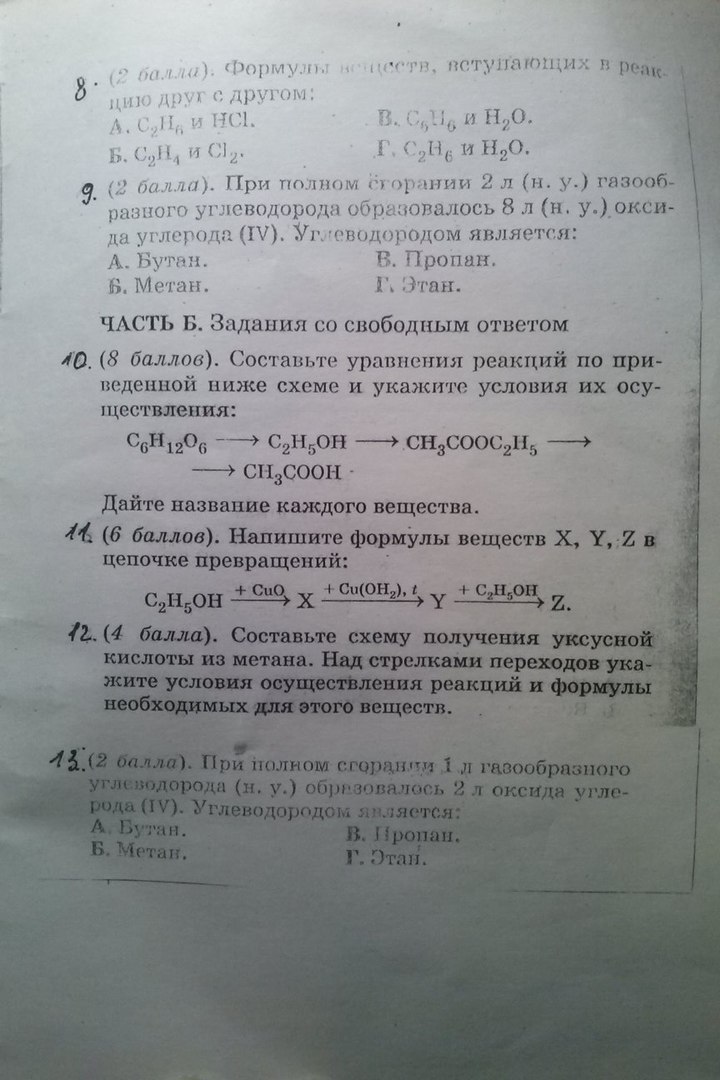 8. (2 балла). Формулы веществ, вступающих в реак-
цию друг с другом:
А. C₂H₆ и HCl. В. C₆H₆ и H₂O.
Б. C₂H₄ и Cl₂. Г. C₂H₆ и H₂O.
9. (2 балла). При полном сгорании 2 л (н. у.) газооб-
разного углеводорода образовалось 8 л (н. у.) окси-
да углерода (IV). Углеводородом является:
А. Бутан. В. Пропан.
Б. Метан. Г. Этан.
ЧАСТЬ Б. Задания со свободным ответом
10. (8 баллов). Составьте уравнения реакций по при-
веденной ниже схеме и укажите условия их осу-
ществления:
C₆H₁₂O₆ ⟶ C₂H₅OH ⟶ CH₃COOC₂H₅ ⟶
⟶ CH₃COOH
Дайте название каждого вещества.
11. (6 баллов). Напишите формулы веществ X, Y, Z в
цепочке превращений:
+ CuO + Cu(OH₂), t + C₂H₅OH
C₂H₅OH ⟶ X ⟶ Y ⟶ Z.
12. (4 балла). Составьте схему получения уксусной
кислоты из метана. Над стрелками переходов ука-
жите условия осуществления реакций и формулы
необходимых для этого веществ.
13. (2 балла). При полном сгорании 1 л газообразного
углеводорода (н. у.) образовалось 2 л оксида угле-
рода (IV). Углеводородом является:
А. Бутан. В. Пропан.
Б. Метан. Г. Этан.